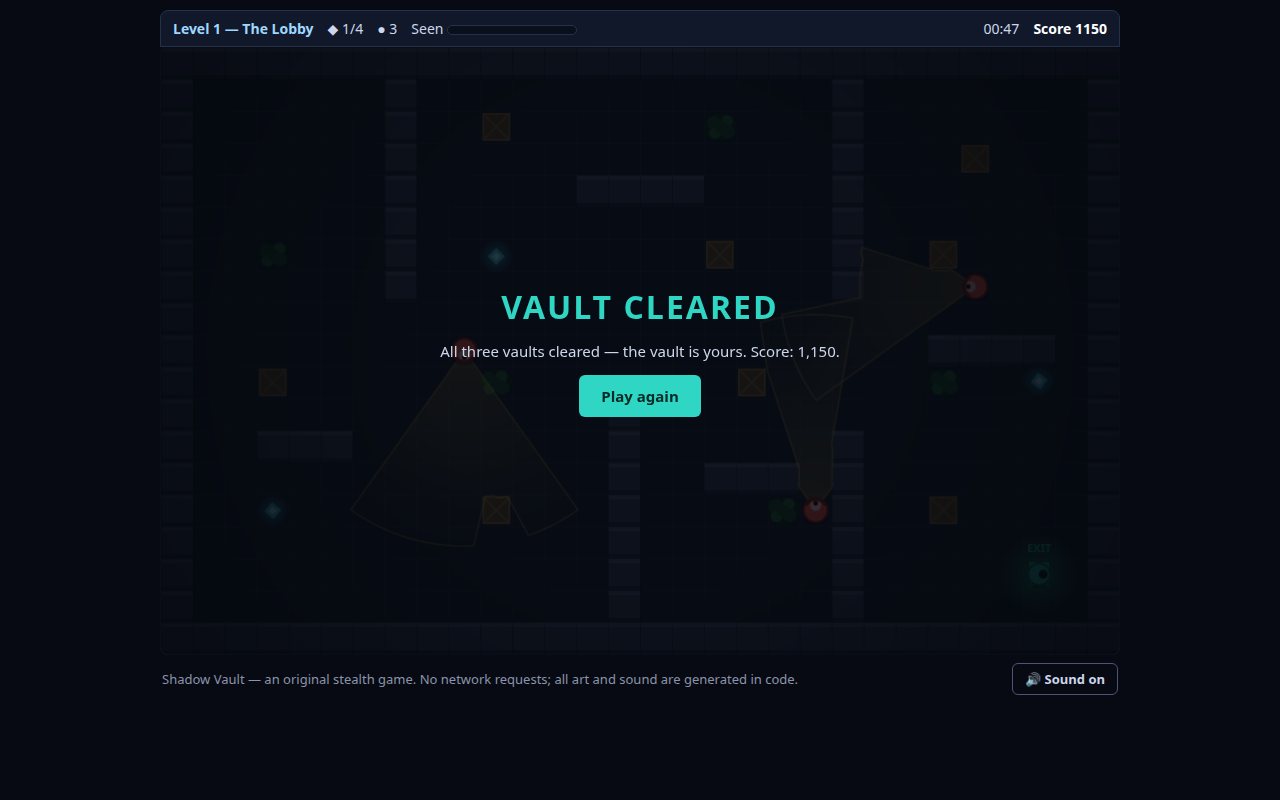 Level 1 — The Lobby ◆ 1/4 ● 3 Seen 00:47 Score 1150
VAULT CLEARED
All three vaults cleared — the vault is yours. Score: 1,150.
Play again
EXIT
Shadow Vault — an original stealth game. No network requests; all art and sound are generated in code. 🔊 Sound on